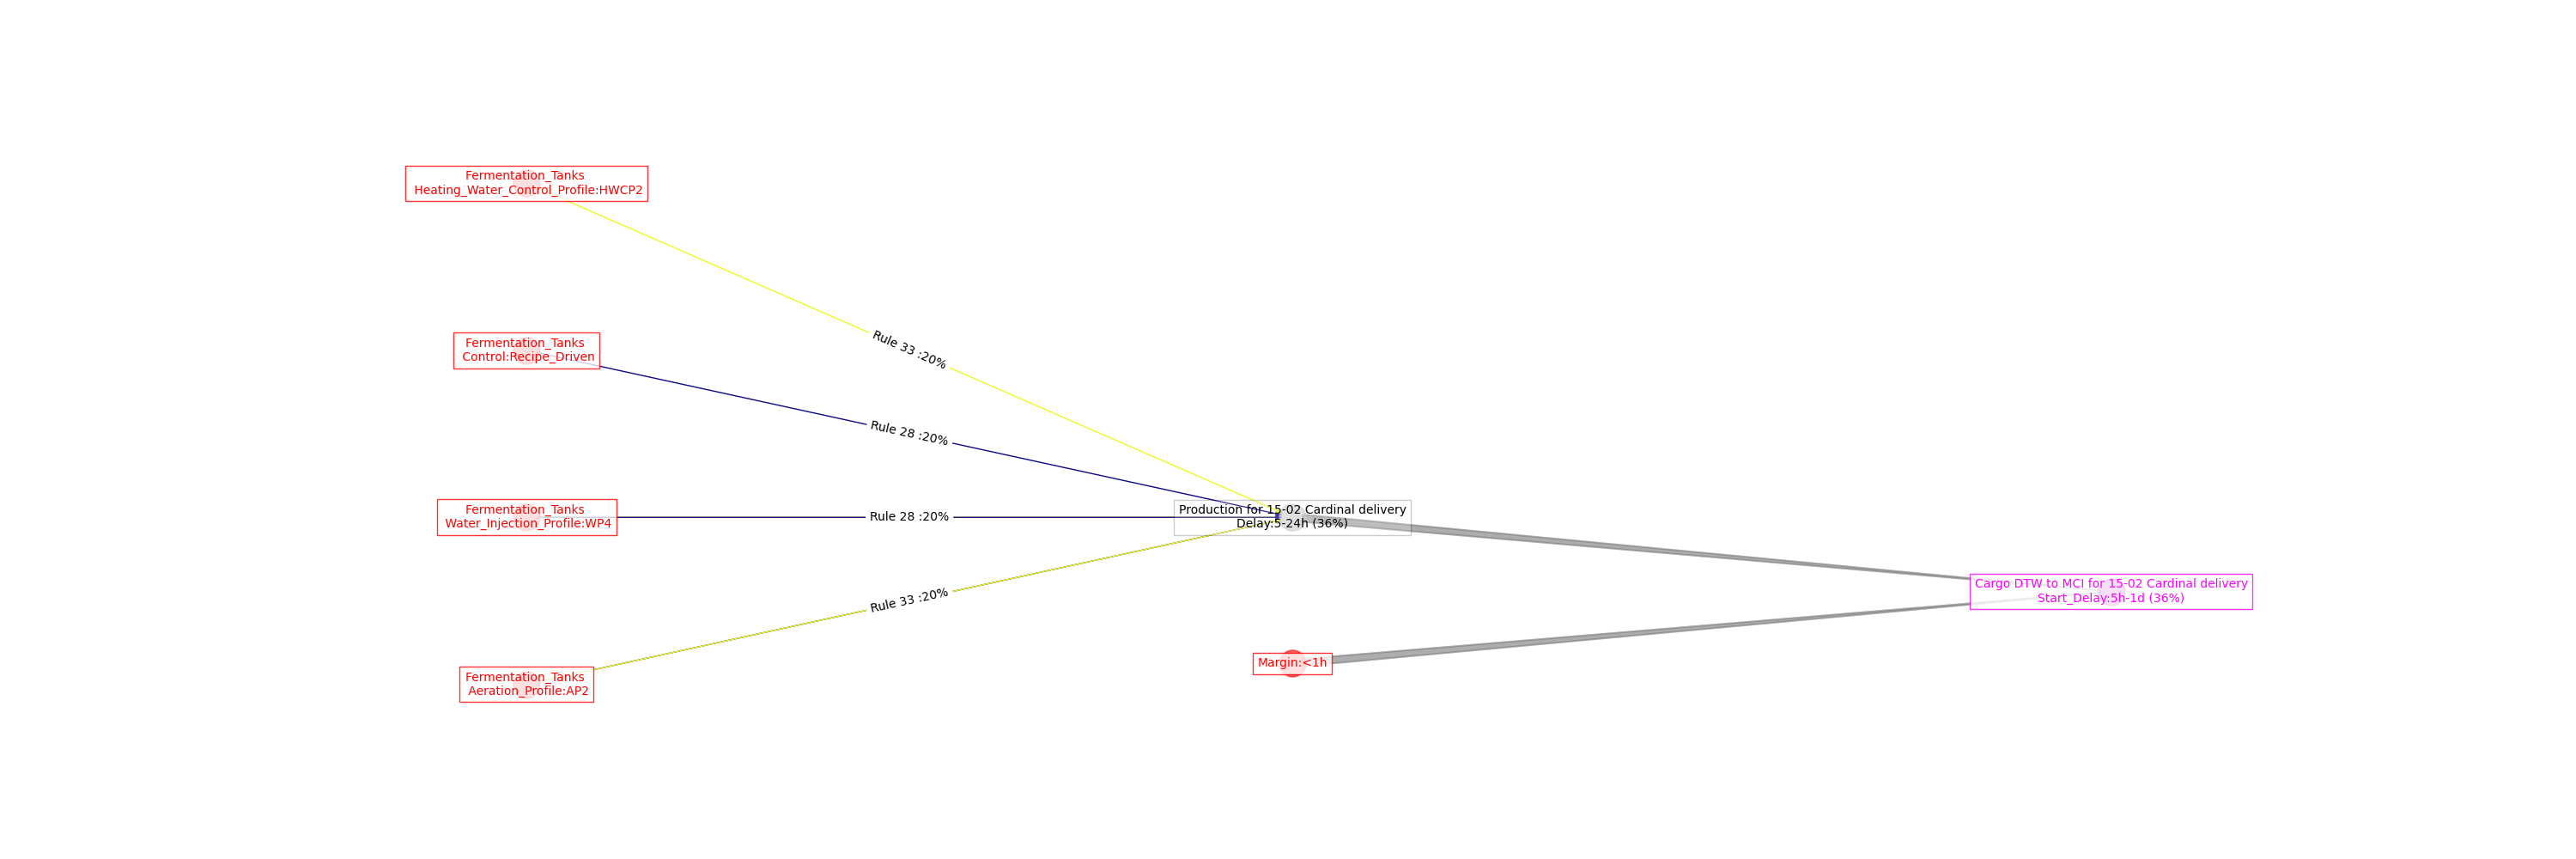 Fermentation_Tanks
Heating_Water_Control_Profile:HWCP2
Rule 33 :20%
Fermentation_Tanks
Control:Recipe_Driven
Rule 28 :20%
Fermentation_Tanks
Water_Injection_Profile:WP4
Rule 28 :20%
Production for 15-02 Cardinal delivery
Delay:5-24h (36%)
Cargo DTW to MCI for 15-02 Cardinal delivery
Start_Delay:5h-1d (36%)
Rule 33 :20%
Margin:<1h
Fermentation_Tanks
Aeration_Profile:AP2